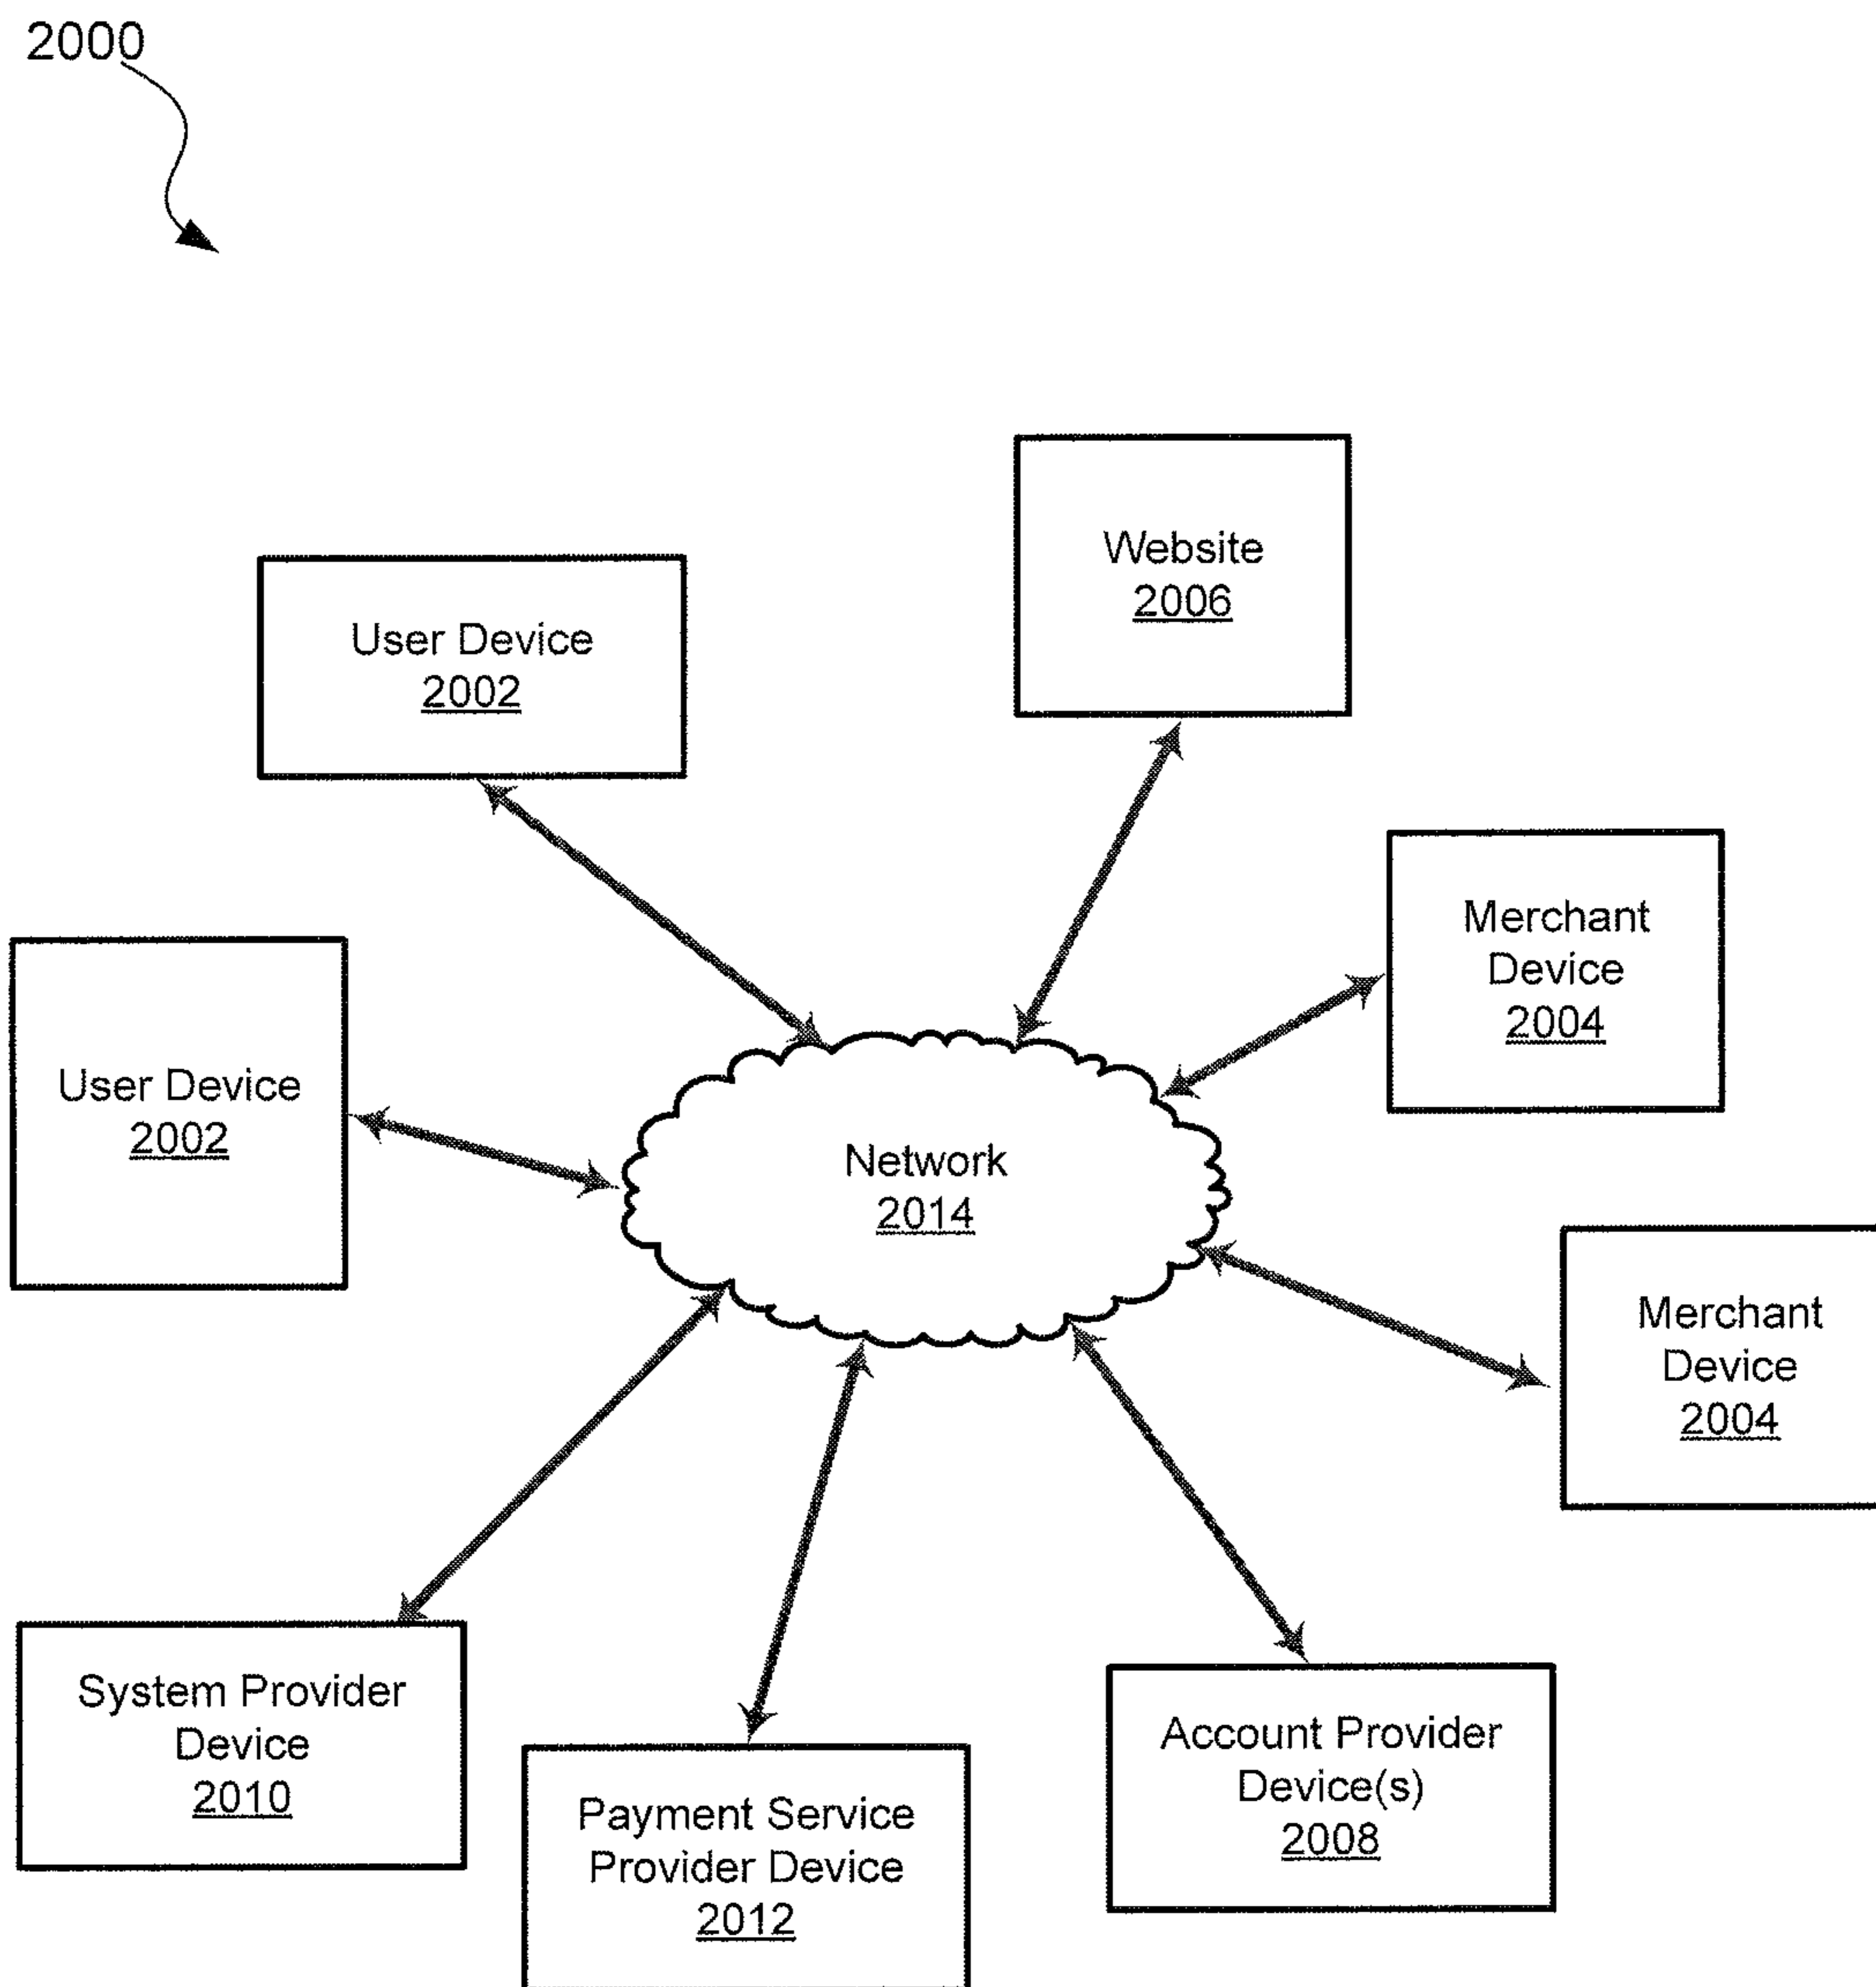 2000
Website
2006
User Device
2002
Merchant
Device
2004
User Device
2002
Network
2014
Merchant
Device
2004
System Provider
Device
2010
Account Provider
Device(s)
2008
Payment Service
Provider Device
2012